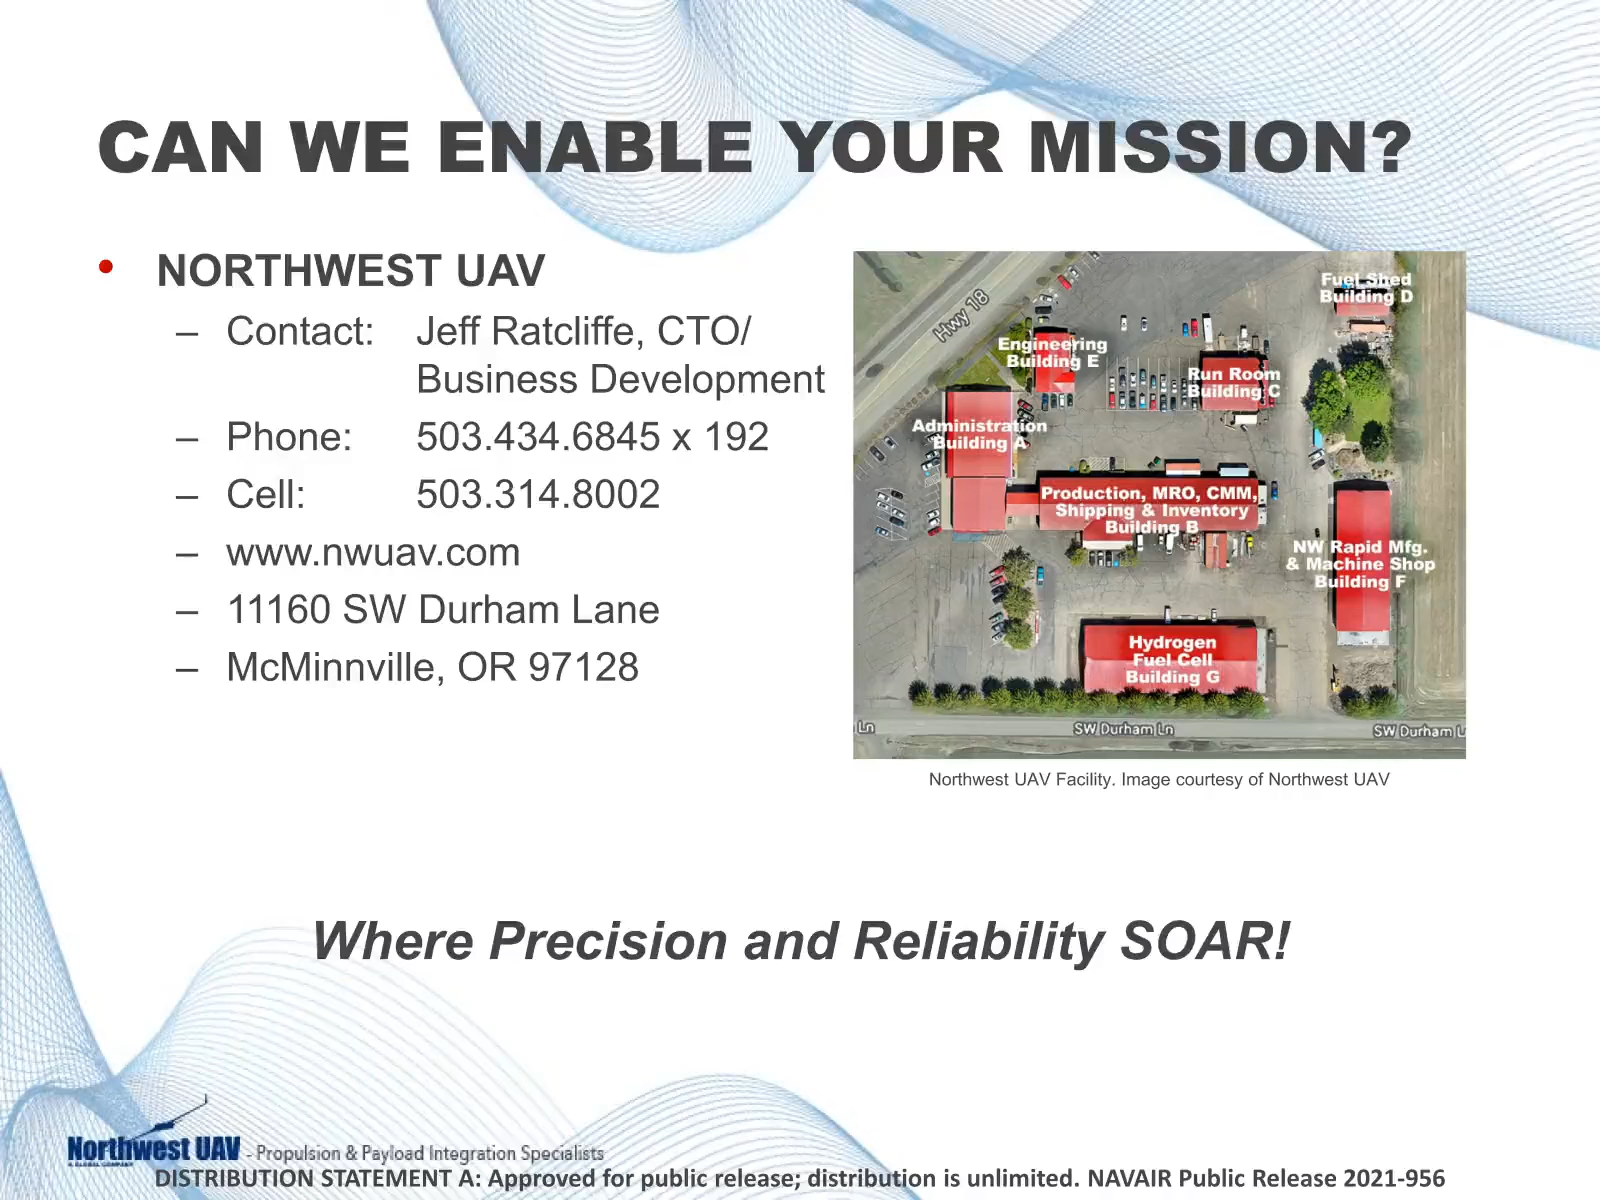 CAN WE ENABLE YOUR MISSION?
• NORTHWEST UAV
– Contact: Jeff Ratcliffe, CTO/
Business Development
– Phone: 503.434.6845 x 192
– Cell: 503.314.8002
– www.nwuav.com
– 11160 SW Durham Lane
– McMinnville, OR 97128
Hwy 18
Fuel Shed
Building D
Engineering
Building E
Run Room
Building C
Administration
Building A
Production, MRO, CMM,
Shipping & Inventory
Building B
NW Rapid Mfg.
& Machine Shop
Building F
Hydrogen
Fuel Cell
Building G
Ln
SW Durham Ln
SW Durham L
Northwest UAV Facility. Image courtesy of Northwest UAV
Where Precision and Reliability SOAR!
Northwest UAV - Propulsion & Payload Integration Specialists
A GLOBAL COMPANY
DISTRIBUTION STATEMENT A: Approved for public release; distribution is unlimited. NAVAIR Public Release 2021-956